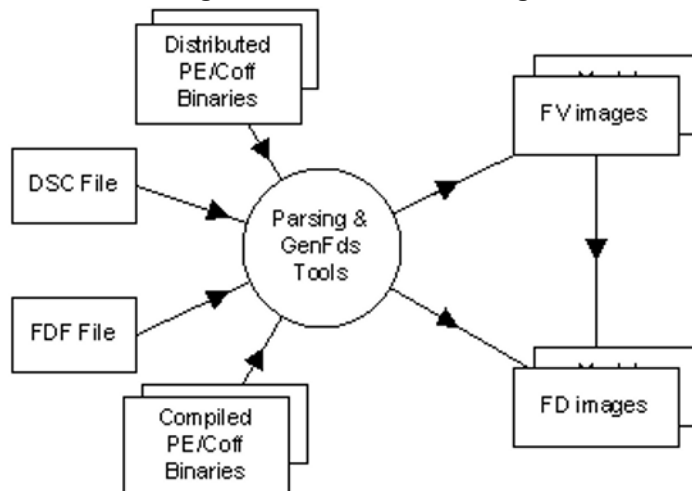 Distributed
PE/Coff
Binaries
FV images
DSC File
Parsing &
GenFds
Tools
FDF File
FD images
Compiled
PE/Coff
Binaries